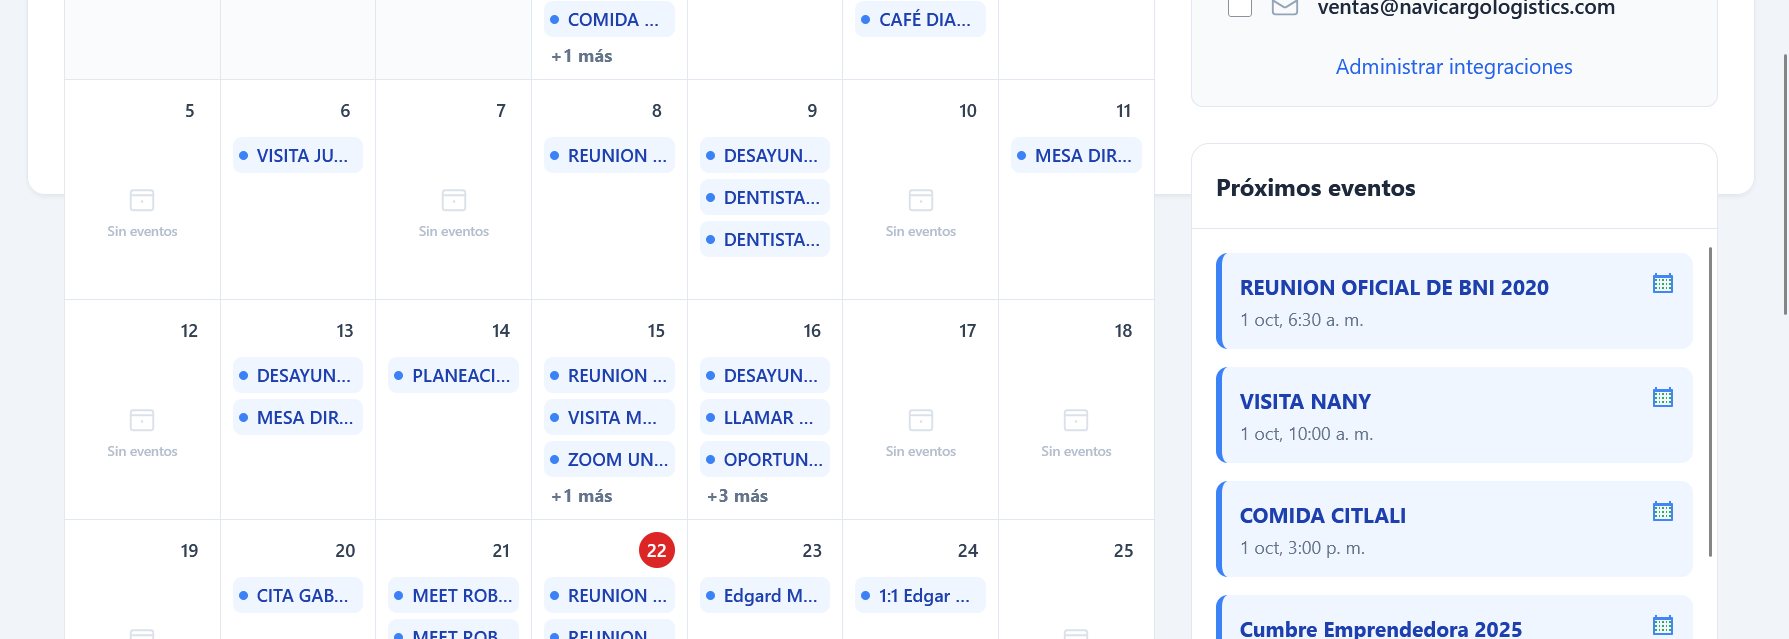 COMIDA ...
CAFÉ DIA...
+1 más
ventas@navicargologistics.com
Administrar integraciones
5
6
7
8
9
10
11
VISITA JU...
REUNION ...
DESAYUN...
MESA DIR...
DENTISTA...
DENTISTA...
Sin eventos
Sin eventos
Sin eventos
12
13
14
15
16
17
18
DESAYUN...
PLANEACI...
REUNION ...
DESAYUN...
MESA DIR...
VISITA M...
LLAMAR ...
ZOOM UN...
OPORTUN...
Sin eventos
Sin eventos
Sin eventos
+1 más
+3 más
19
20
21
22
23
24
25
CITA GAB...
MEET ROB...
REUNION ...
Edgard M...
1:1 Edgar ...
MEET ROB
REUNION
Próximos eventos
REUNION OFICIAL DE BNI 2020
1 oct, 6:30 a. m.
VISITA NANY
1 oct, 10:00 a. m.
COMIDA CITLALI
1 oct, 3:00 p. m.
Cumbre Emprendedora 2025